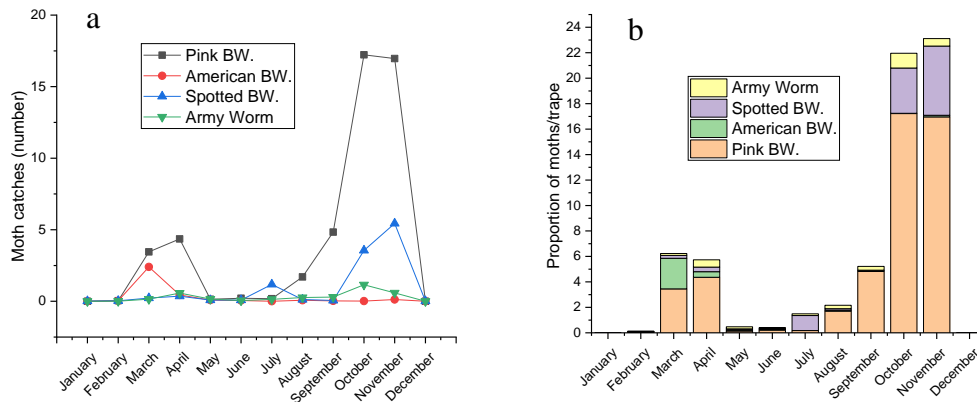 a
Moth catches (number)
20
15
10
5
0
Pink BW.
American BW.
Spotted BW.
Army Worm
January
February
March
April
May
June
July
August
September
October
November
December
b
Proportion of moths/trape
24
22
20
18
16
14
12
10
8
6
4
2
0
Army Worm
Spotted BW.
American BW.
Pink BW.
January
February
March
April
May
June
July
August
September
October
November
December